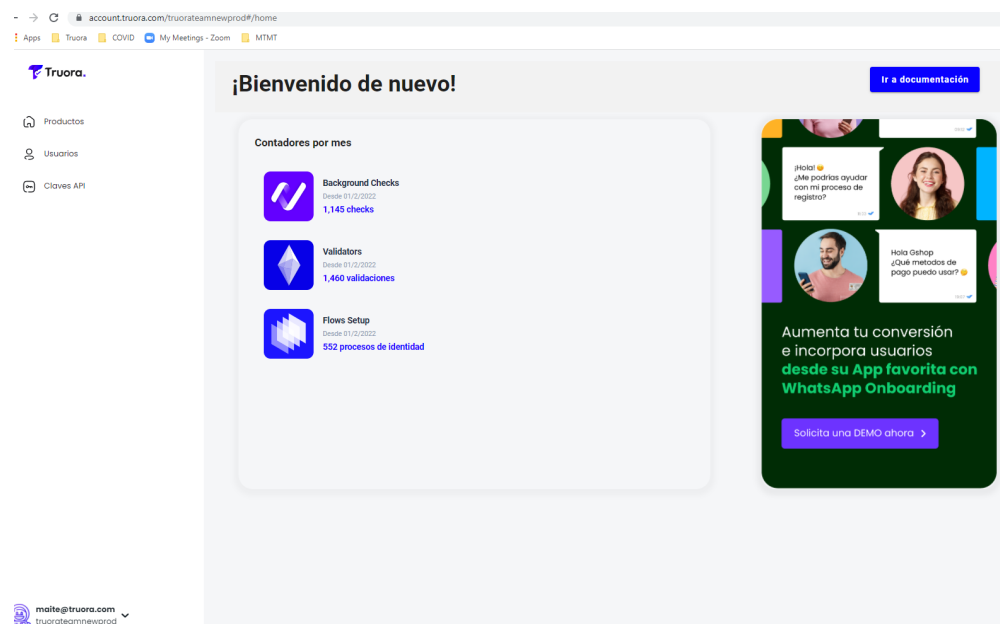 account.truora.com/truorateamnewprod#/home
Apps Truora COVID My Meetings - Zoom MTMT
Truora.
Productos
Usuarios
Claves API
¡Bienvenido de nuevo!
Ir a documentación
Contadores por mes
Background Checks
Desde 01/2/2022
1,145 checks
Validators
Desde 01/2/2022
1,460 validaciones
Flows Setup
Desde 01/2/2022
552 procesos de identidad
¡Hola! 😀
¿Me podrías ayudar
con mi proceso de
registro?
Hola Gshop
¿Qué metodos de
pago puedo usar? 😀
Aumenta tu conversión
e incorpora usuarios
desde su App favorita con
WhatsApp Onboarding
Solicita una DEMO ahora >
maite@truora.com
truorateamnewprod